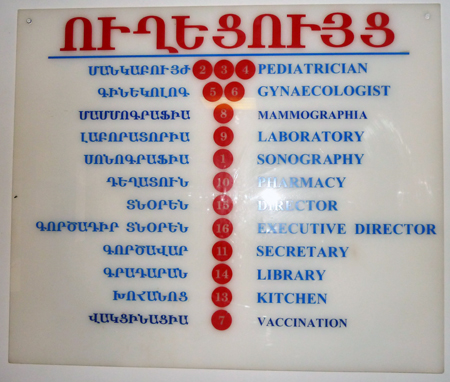 ՈՒՂԵՑՈՒՅՑ
ՄԱՆԿԱԲՈՒՅԺ 2 3 4 PEDIATRICIAN
ԳԻՆԵԿՈԼՈԳ 5 6 GYNAECOLOGIST
ՄԱՄՄՈԳՐԱՖԻԱ 8 MAMMOGRAPHIA
ԼԱԲՈՐԱՏՈՐԻԱ 9 LABORATORY
ՍՈՆՈԳՐԱՖԻԱ 1 SONOGRAPHY
ԴԵՂԱՏՈՒՆ 10 PHARMACY
ՏՆՕՐԵՆ 15 DIRECTOR
ԳՈՐԾԱԴԻՐ ՏՆՕՐԵՆ 16 EXECUTIVE DIRECTOR
ԳՈՐԾԱՎԱՐ 11 SECRETARY
ԳՐԱԴԱՐԱՆ 14 LIBRARY
ԽՈՀԱՆՈՑ 13 KITCHEN
ՎԱԿՑԻՆԱՑԻԱ 7 VACCINATION